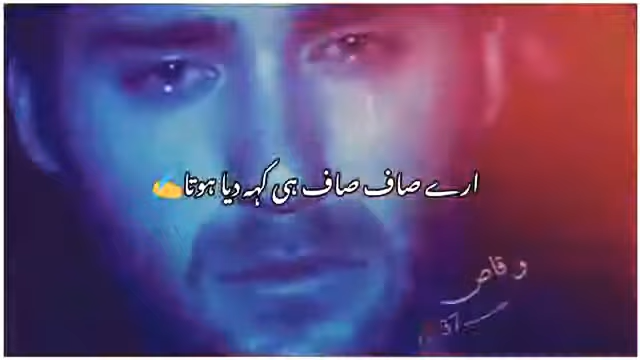 ارے صاف صاف ہی کہہ دیا ہوتا✍️
وقاص